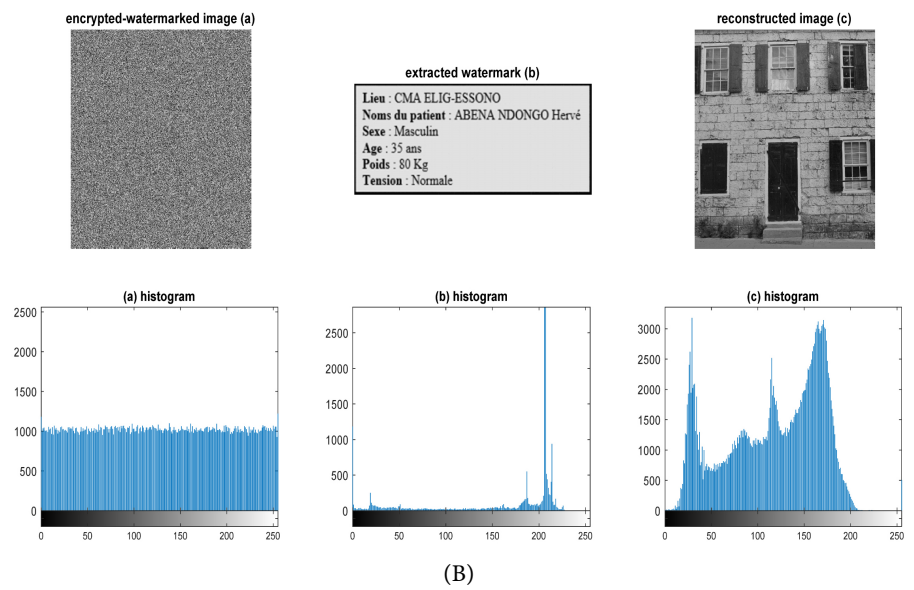 encrypted-watermarked image (a)
extracted watermark (b)
Lieu : CMA ELIG-ESSONO
Noms du patient : ABENA NDONGO Hervé
Sexe : Masculin
Age : 35 ans
Poids : 80 Kg
Tension : Normale
reconstructed image (c)
(a) histogram
2500
2000
1500
1000
500
0
0 50 100 150 200 250
(b) histogram
2500
2000
1500
1000
500
0
0 50 100 150 200 250
(c) histogram
3000
2500
2000
1500
1000
500
0
0 50 100 150 200 250
(B)